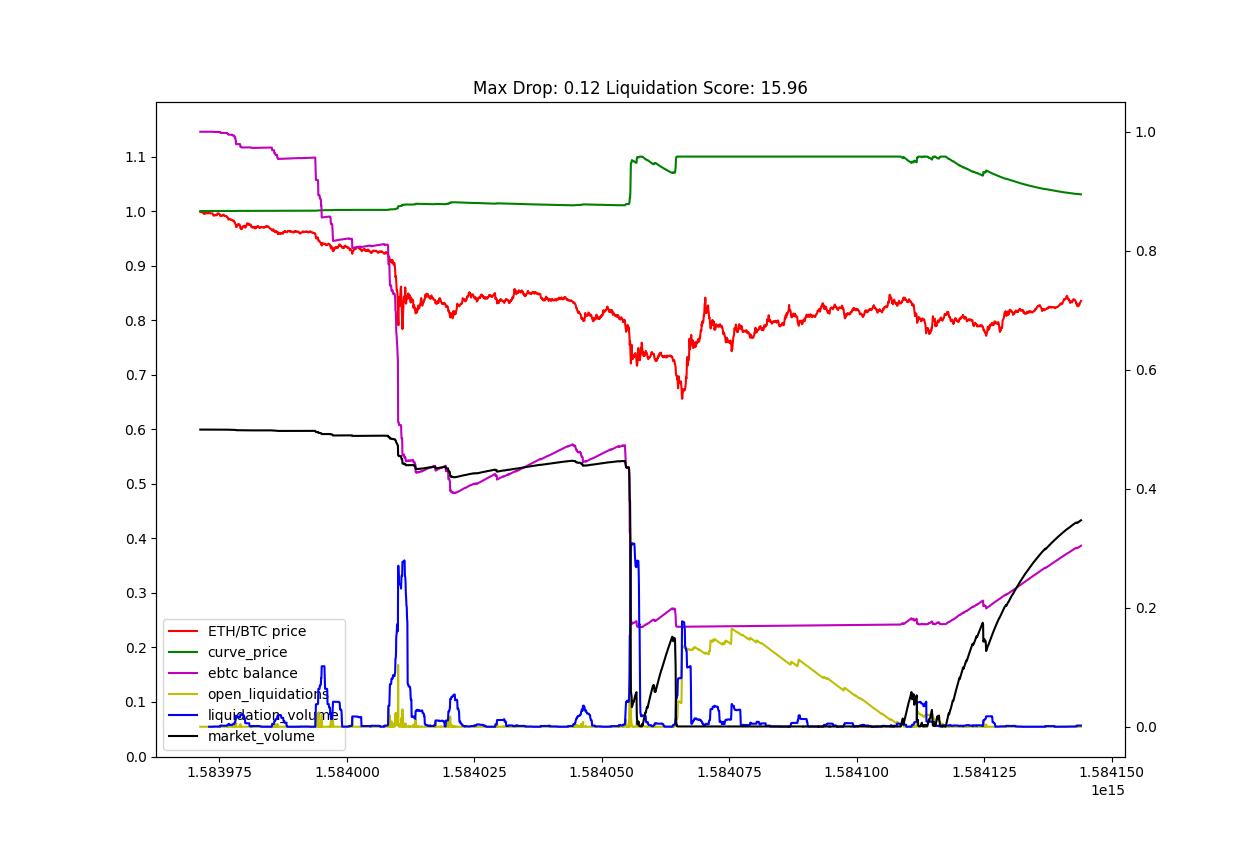 Max Drop: 0.12 Liquidation Score: 15.96
1.1
1.0
0.9
0.8
0.7
0.6
0.5
0.4
0.3
0.2
0.1
0.0
1.0
0.8
0.6
0.4
0.2
0.0
ETH/BTC price
curve_price
ebtc balance
open_liquidations
liquidation_volume
market_volume
1.583975 1.584000 1.584025 1.584050 1.584075 1.584100 1.584125 1.584150
1e15